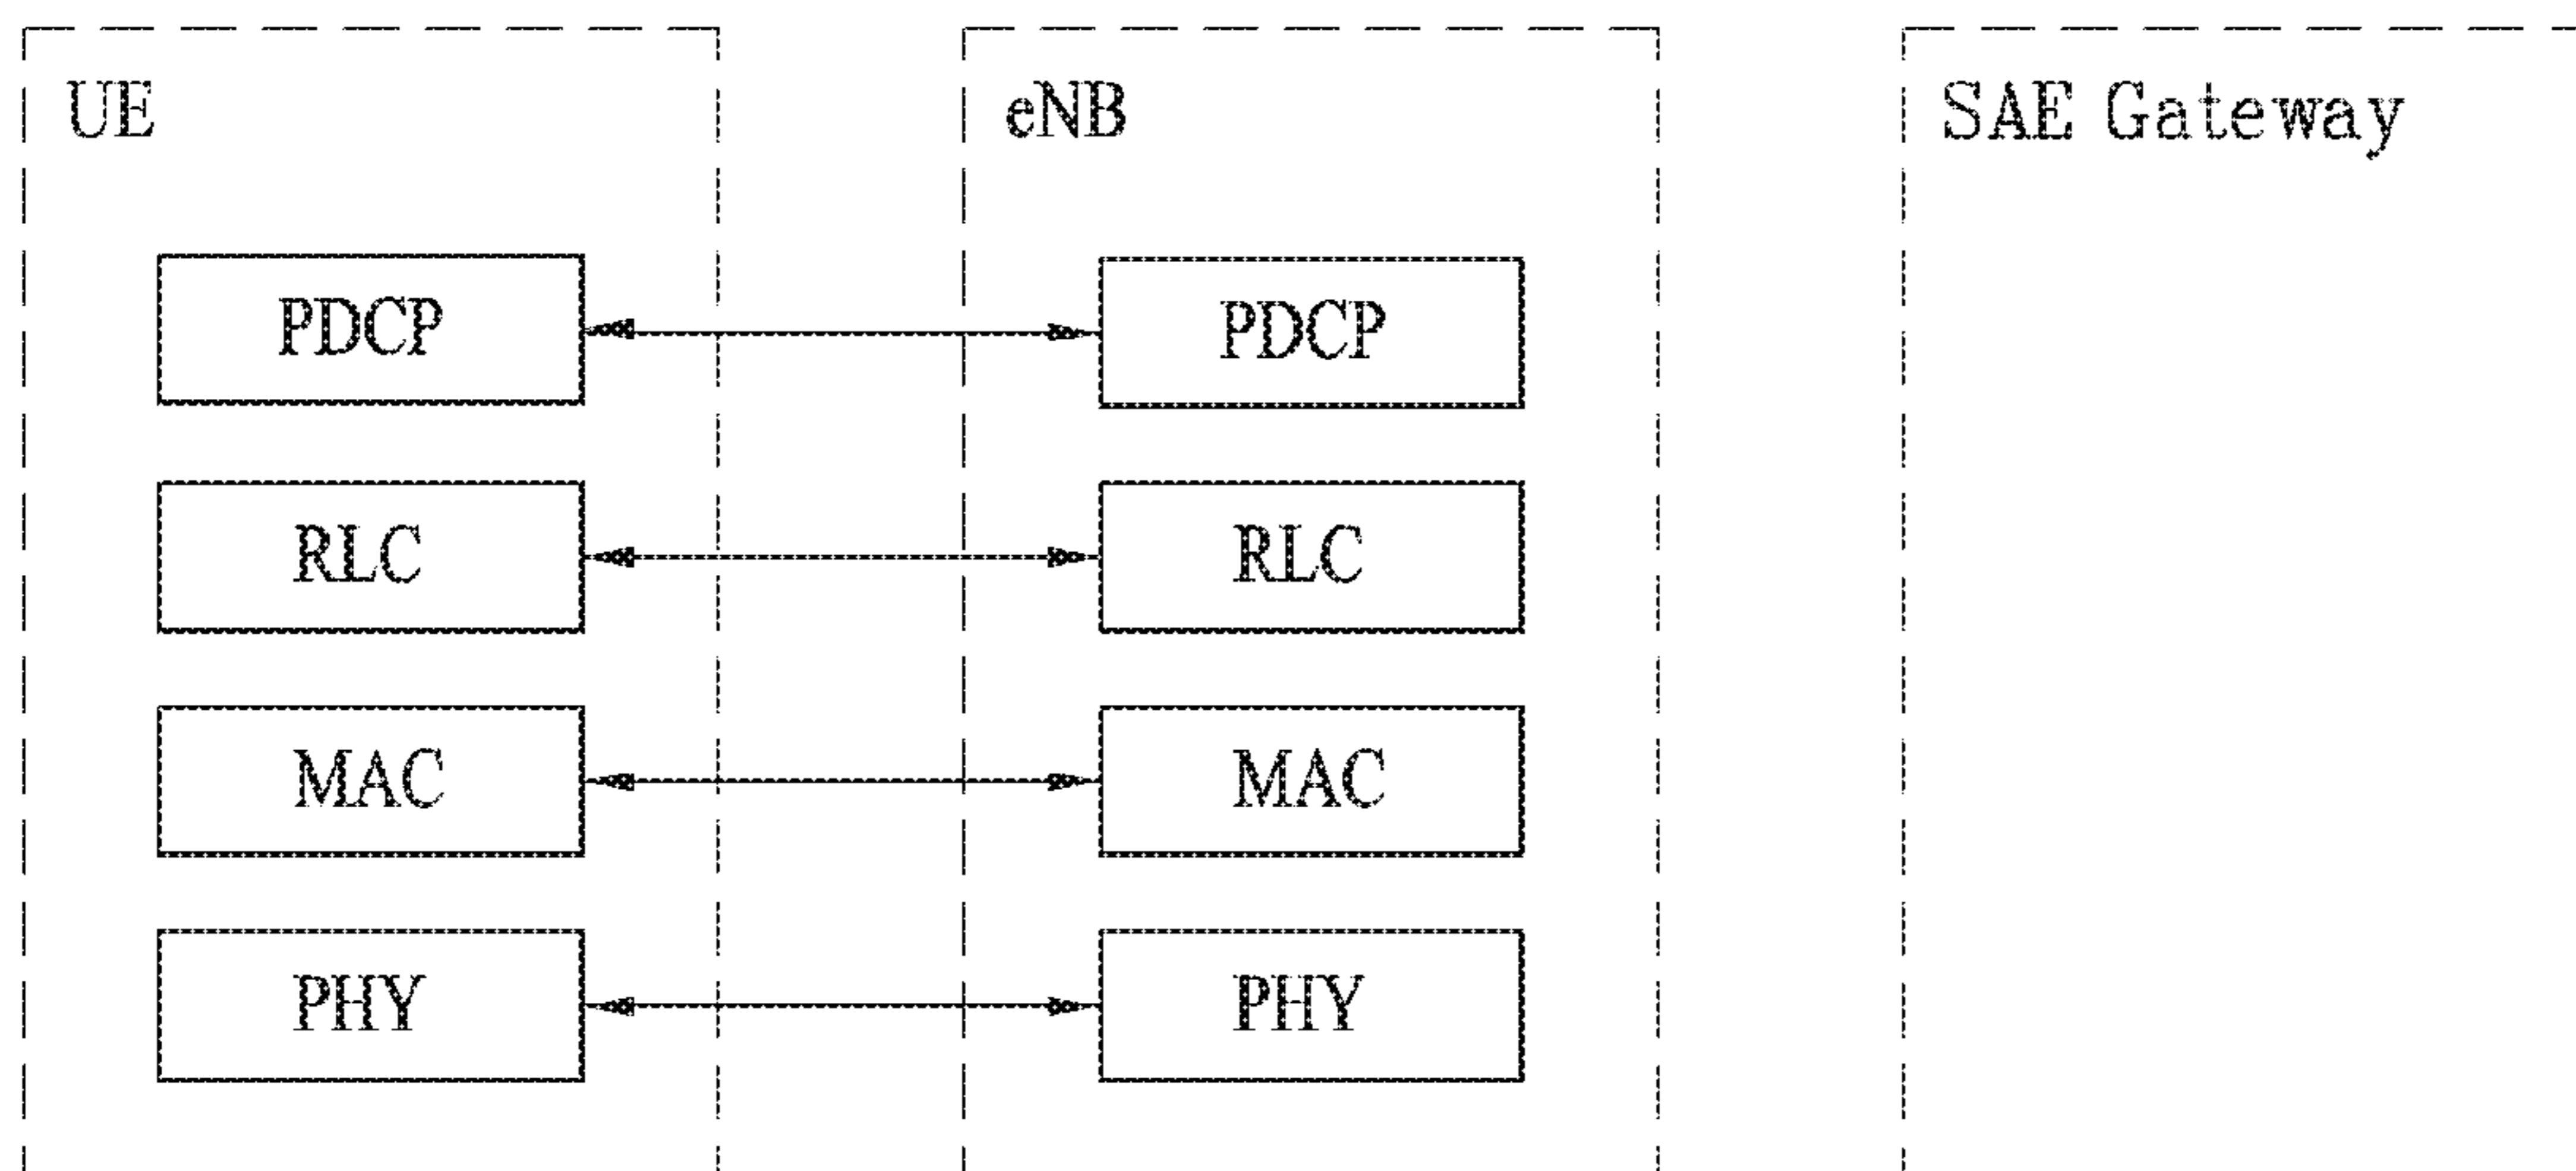 UE
eNB
SAE Gateway
PDCP
PDCP
RLC
RLC
MAC
MAC
PHY
PHY